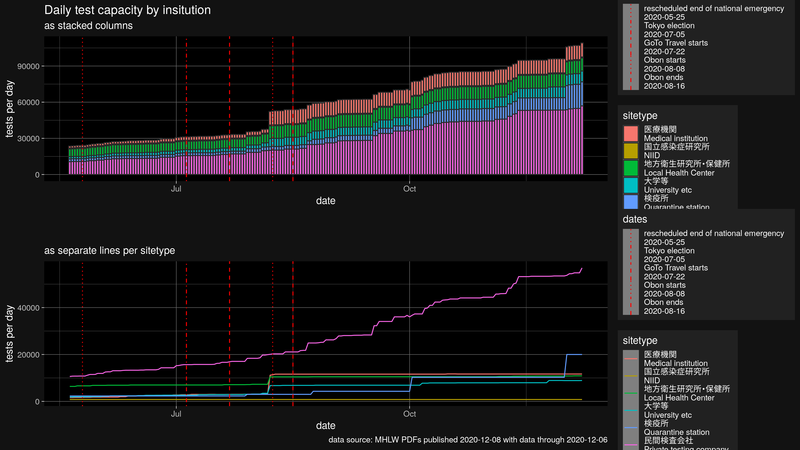 Daily test capacity by insitution
as stacked columns
tests per day
90000
60000
30000
0
Jul
Oct
date
rescheduled end of national emergency
2020-05-25
Tokyo election
2020-07-05
GoTo Travel starts
2020-07-22
Obon starts
2020-08-08
Obon ends
2020-08-16
sitetype
医療機関
Medical institution
国立感染症研究所
NIID
地方衛生研究所・保健所
Local Health Center
大学等
University etc
検疫所
Quarantine station
as separate lines per sitetype
tests per day
40000
20000
0
Jul
Oct
date
dates
rescheduled end of national emergency
2020-05-25
Tokyo election
2020-07-05
GoTo Travel starts
2020-07-22
Obon starts
2020-08-08
Obon ends
2020-08-16
sitetype
医療機関
Medical institution
国立感染症研究所
NIID
地方衛生研究所・保健所
Local Health Center
大学等
University etc
検疫所
Quarantine station
民間検査会社
Private testing company
data source: MHLW PDFs published 2020-12-08 with data through 2020-12-06